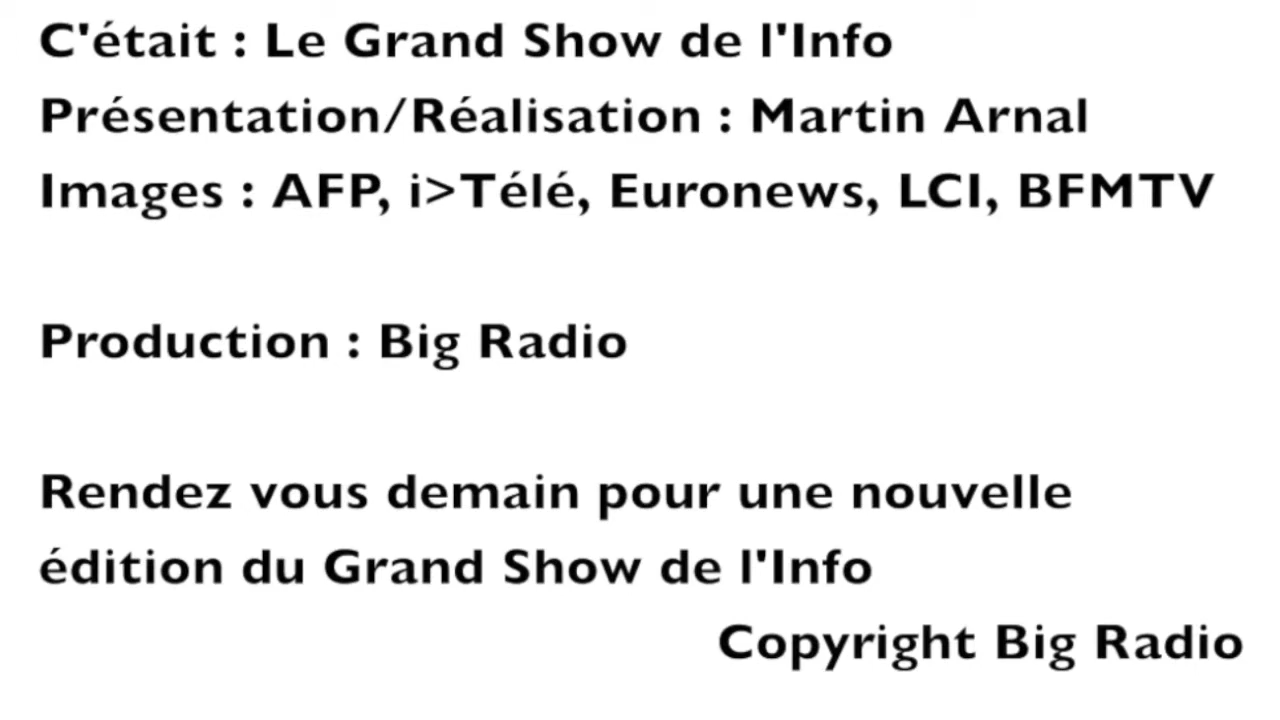 C'était : Le Grand Show de l'Info
Présentation/Réalisation : Martin Arnal
Images : AFP, i>Télé, Euronews, LCI, BFMTV
Production : Big Radio
Rendez vous demain pour une nouvelle
édition du Grand Show de l'Info
Copyright Big Radio